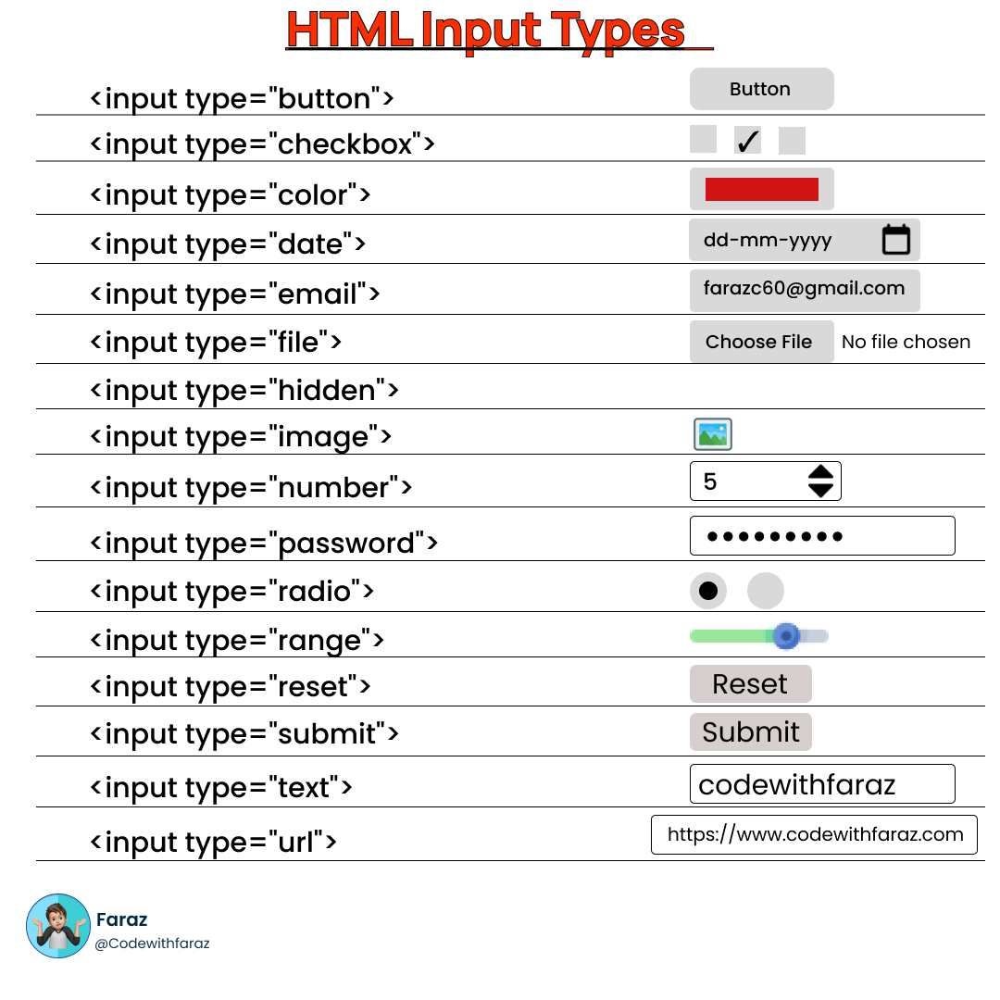 HTML Input Types
<input type="button"> Button
<input type="checkbox"> ✓
<input type="color">
<input type="date"> dd-mm-yyyy
<input type="email"> farazc60@gmail.com
<input type="file"> Choose File No file chosen
<input type="hidden">
<input type="image">
<input type="number"> 5
<input type="password"> •••••••••
<input type="radio">
<input type="range">
<input type="reset"> Reset
<input type="submit"> Submit
<input type="text"> codewithfaraz
<input type="url"> https://www.codewithfaraz.com
Faraz
@Codewithfaraz